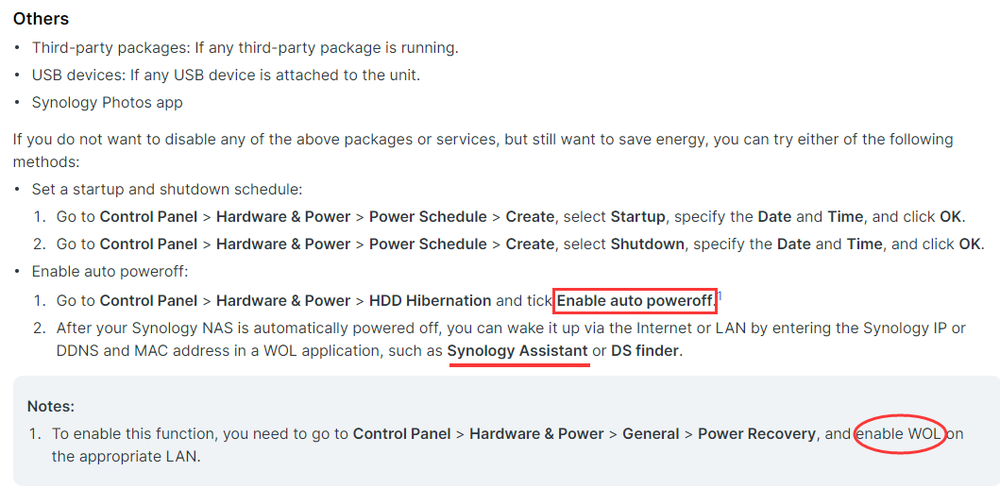 Others
• Third-party packages: If any third-party package is running.
• USB devices: If any USB device is attached to the unit.
• Synology Photos app
If you do not want to disable any of the above packages or services, but still want to save energy, you can try either of the following
methods:
• Set a startup and shutdown schedule:
1. Go to Control Panel > Hardware & Power > Power Schedule > Create, select Startup, specify the Date and Time, and click OK.
2. Go to Control Panel > Hardware & Power > Power Schedule > Create, select Shutdown, specify the Date and Time, and click OK.
• Enable auto poweroff:
1. Go to Control Panel > Hardware & Power > HDD Hibernation and tick Enable auto poweroff.1
2. After your Synology NAS is automatically powered off, you can wake it up via the Internet or LAN by entering the Synology IP or
DDNS and MAC address in a WOL application, such as Synology Assistant or DS finder.
Notes:
1. To enable this function, you need to go to Control Panel > Hardware & Power > General > Power Recovery, and enable WOL on
the appropriate LAN.